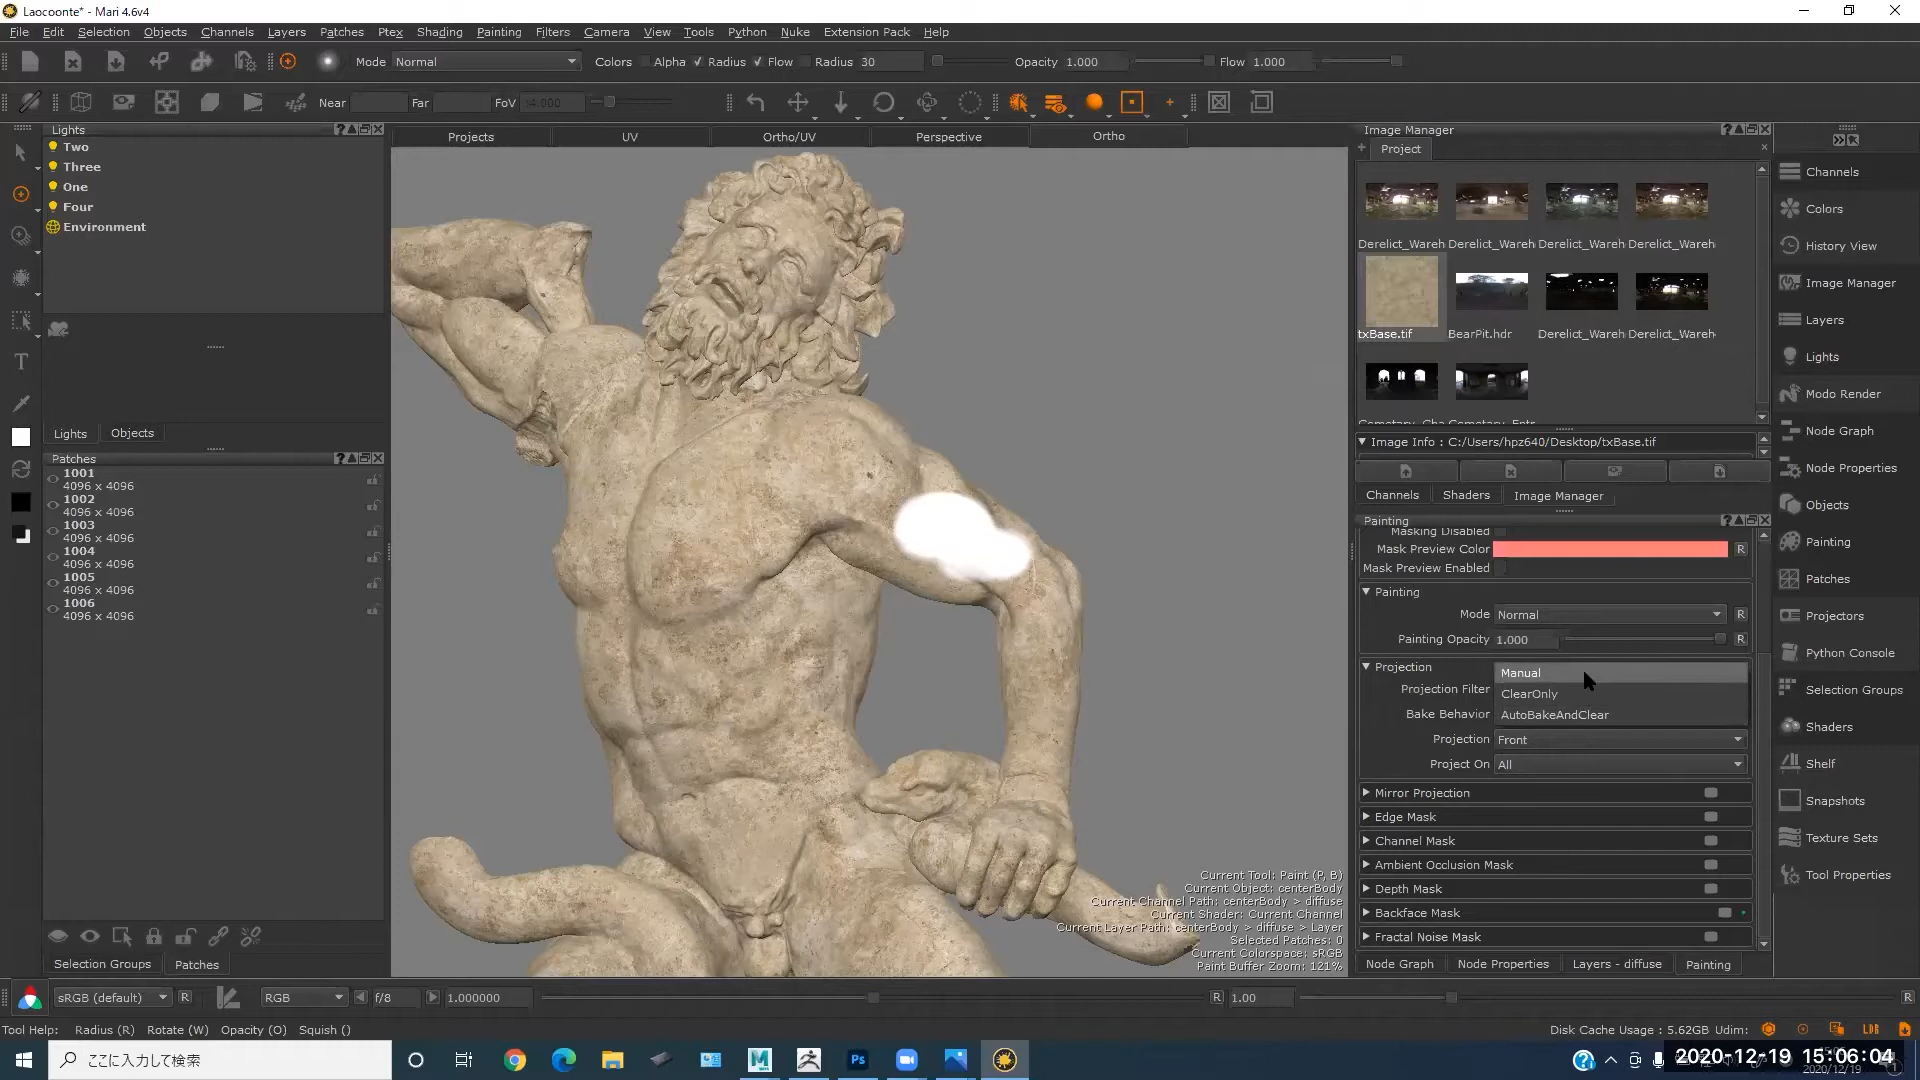 Laocoonte* - Mari 4.6v4
File Edit Selection Objects Channels Layers Patches Ptex Shading Painting Filters Camera View Tools Python Nuke Extension Pack Help
Mode Normal Colors Alpha Radius Flow Radius 30 Opacity 1.000 Flow 1.000
Near Far FoV
Lights
Two
Three
One
Four
Environment
Lights Objects
Patches
1001
4096 x 4096
1002
4096 x 4096
1003
4096 x 4096
1004
4096 x 4096
1005
4096 x 4096
1006
4096 x 4096
Selection Groups Patches
Projects UV Ortho/UV Perspective Ortho
Current Tool: Paint (P, B)
Current Object: centerBody
Current Channel Path: centerBody > diffuse
Current Shader: Current Channel
Current Layer Path: centerBody > diffuse > Layer
Selected Patches: 0
Current Colorspace: sRGB
Paint Buffer Zoom: 121%
Image Manager
Project
Derelict_Wareh Derelict_Wareh Derelict_Wareh Derelict_Wareh
txBase.tif BearPit.hdr Derelict_Wareh Derelict_Wareh
Image Info : C:/Users/hpz640/Desktop/txBase.tif
Channels Shaders Image Manager
Painting
Masking Disabled
Mask Preview Color R
Mask Preview Enabled
Painting
Mode Normal R
Painting Opacity 1.000 R
Projection
Projection Filter
Bake Behavior
Manual
ClearOnly
AutoBakeAndClear
Projection Front
Project On All
Mirror Projection
Edge Mask
Channel Mask
Ambient Occlusion Mask
Depth Mask
Backface Mask
Fractal Noise Mask
Node Graph Node Properties Layers - diffuse Painting
Channels
Colors
History View
Image Manager
Layers
Lights
Modo Render
Node Graph
Node Properties
Objects
Painting
Patches
Projectors
Python Console
Selection Groups
Shaders
Shelf
Snapshots
Texture Sets
Tool Properties
sRGB (default) R RGB f/8 1.000000 R 1.00 R
Tool Help: Radius (R) Rotate (W) Opacity (O) Squish ()
Disk Cache Usage : 5.62GB Udim:
ここに入力して検索
2020-12-19 15:06:04
2020/12/19